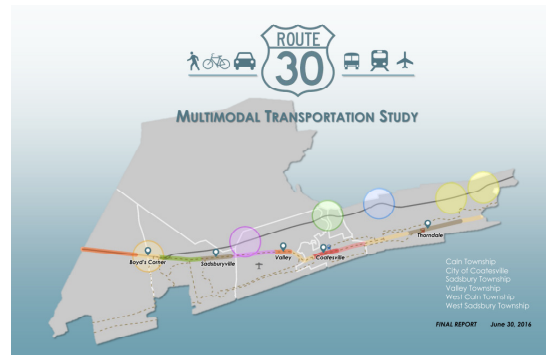 ROUTE
30
MULTIMODAL TRANSPORTATION STUDY
Boyd's Corner
Sadsburyville
Valley
Coatesville
Thorndale
Caln Township
City of Coatesville
Sadsbury Township
Valley Township
West Caln Township
West Sadsbury Township
FINAL REPORT June 30, 2016